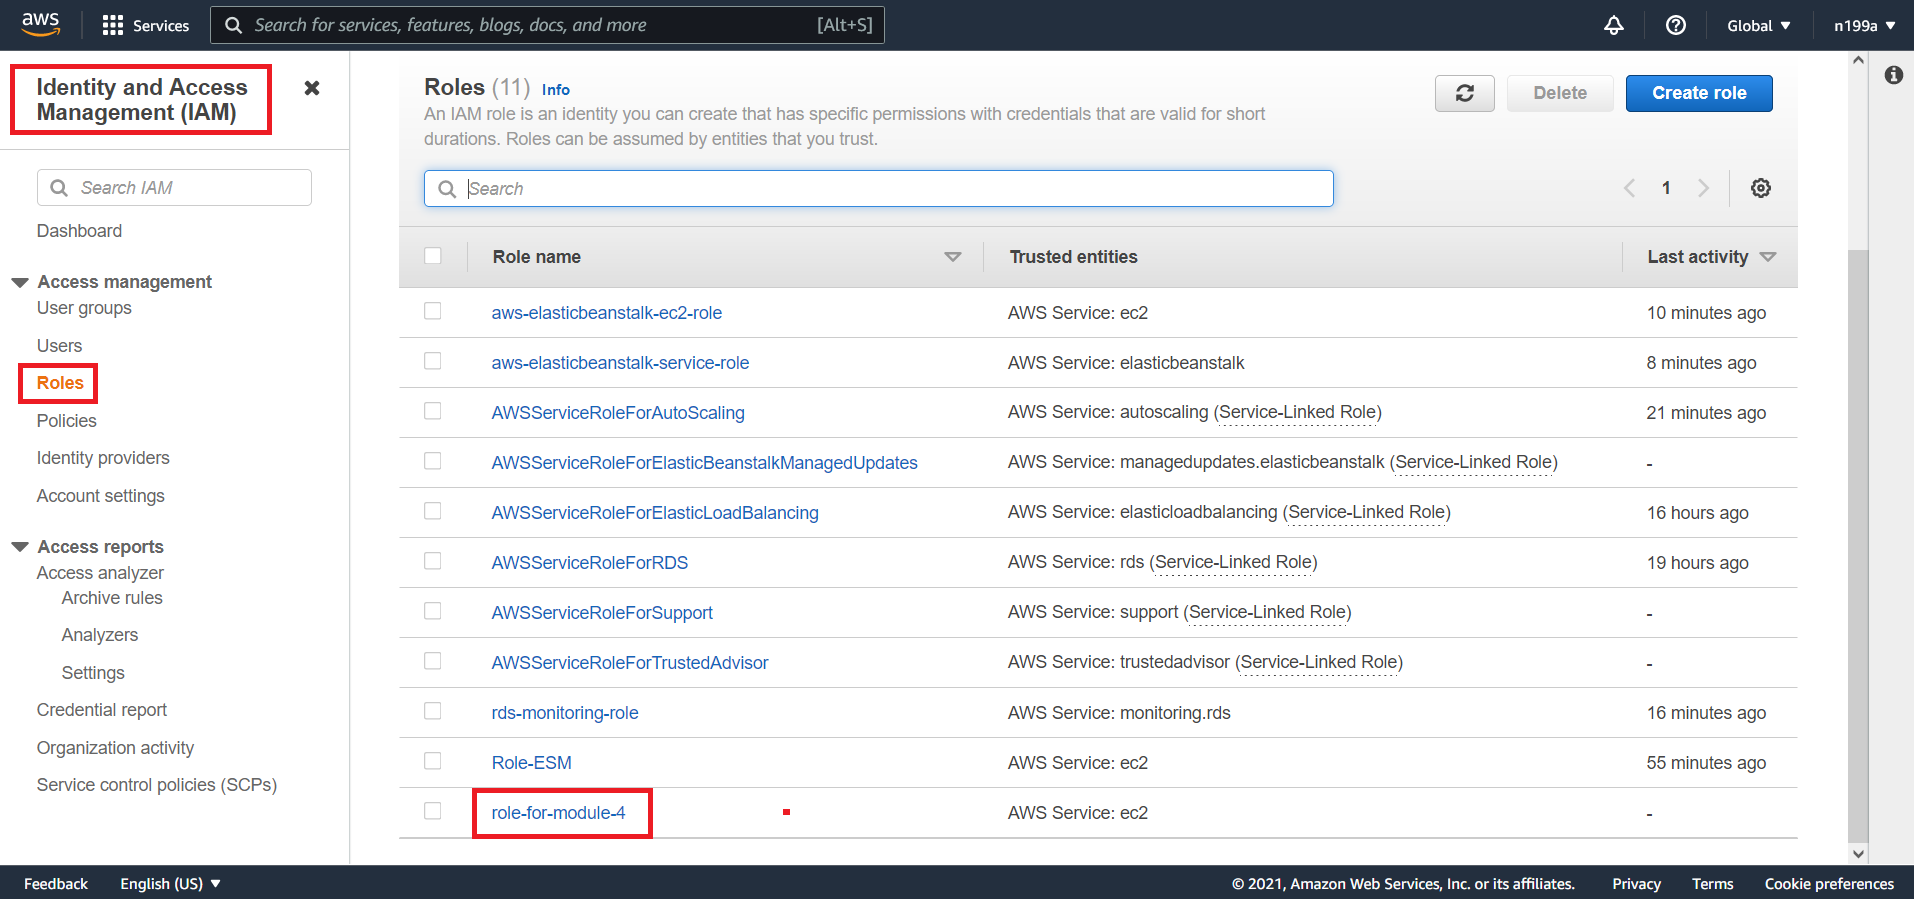 aws Services Search for services, features, blogs, docs, and more [Alt+S] Global n199a
Identity and Access
Management (IAM)
Search IAM
Dashboard
Access management
User groups
Users
Roles
Policies
Identity providers
Account settings
Access reports
Access analyzer
Archive rules
Analyzers
Settings
Credential report
Organization activity
Service control policies (SCPs)
Roles (11) Info
An IAM role is an identity you can create that has specific permissions with credentials that are valid for short
durations. Roles can be assumed by entities that you trust.
Delete
Create role
Search
1
Role name Trusted entities Last activity
aws-elasticbeanstalk-ec2-role AWS Service: ec2 10 minutes ago
aws-elasticbeanstalk-service-role AWS Service: elasticbeanstalk 8 minutes ago
AWSServiceRoleForAutoScaling AWS Service: autoscaling (Service-Linked Role) 21 minutes ago
AWSServiceRoleForElasticBeanstalkManagedUpdates AWS Service: managedupdates.elasticbeanstalk (Service-Linked Role) -
AWSServiceRoleForElasticLoadBalancing AWS Service: elasticloadbalancing (Service-Linked Role) 16 hours ago
AWSServiceRoleForRDS AWS Service: rds (Service-Linked Role) 19 hours ago
AWSServiceRoleForSupport AWS Service: support (Service-Linked Role) -
AWSServiceRoleForTrustedAdvisor AWS Service: trustedadvisor (Service-Linked Role) -
rds-monitoring-role AWS Service: monitoring.rds 16 minutes ago
Role-ESM AWS Service: ec2 55 minutes ago
role-for-module-4 AWS Service: ec2 -
Feedback English (US) © 2021, Amazon Web Services, Inc. or its affiliates. Privacy Terms Cookie preferences